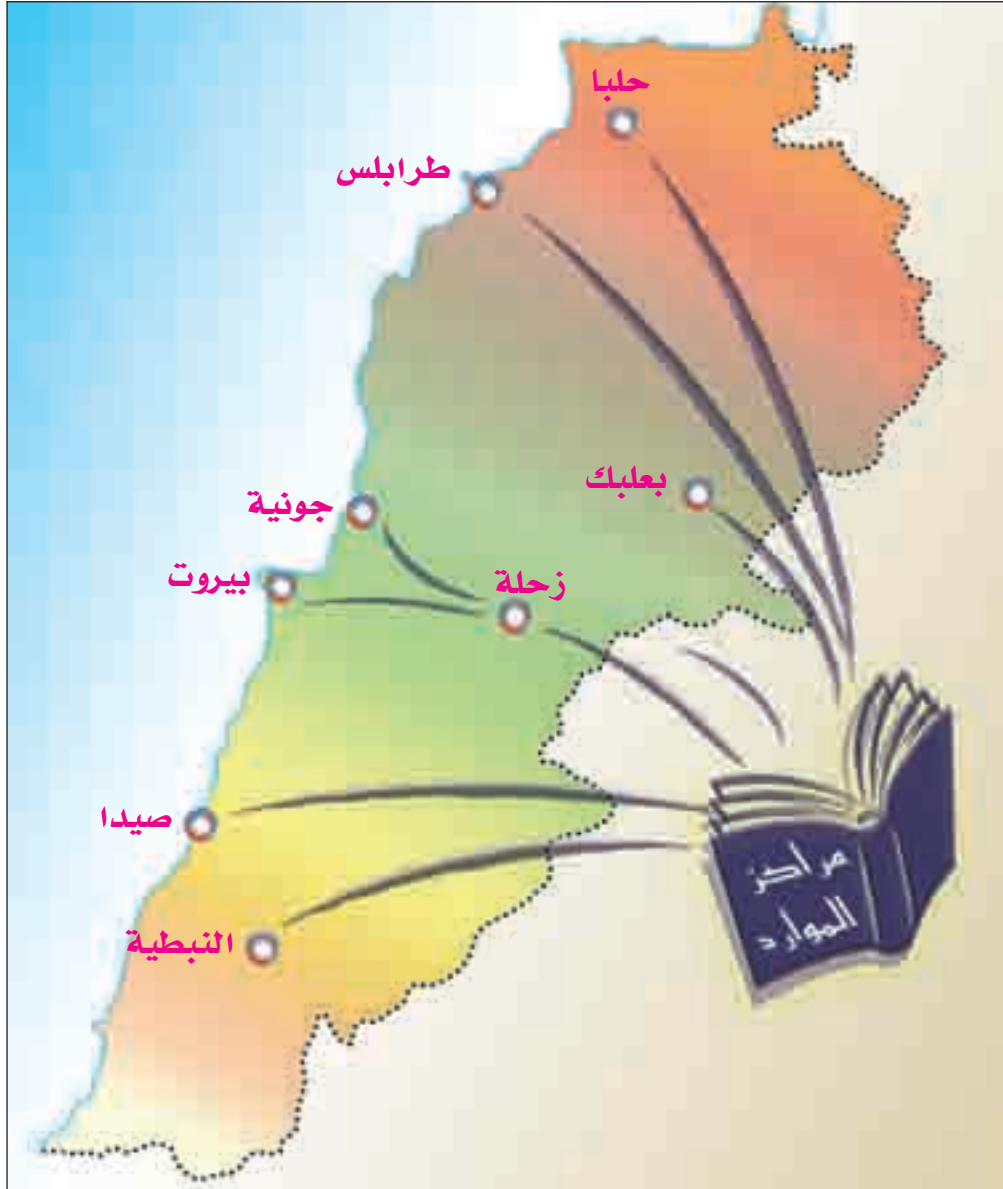 حلبا
طرابلس
بعلبك
جونية
بيروت
زحلة
صيدا
النبطية
مراكز
الموارد